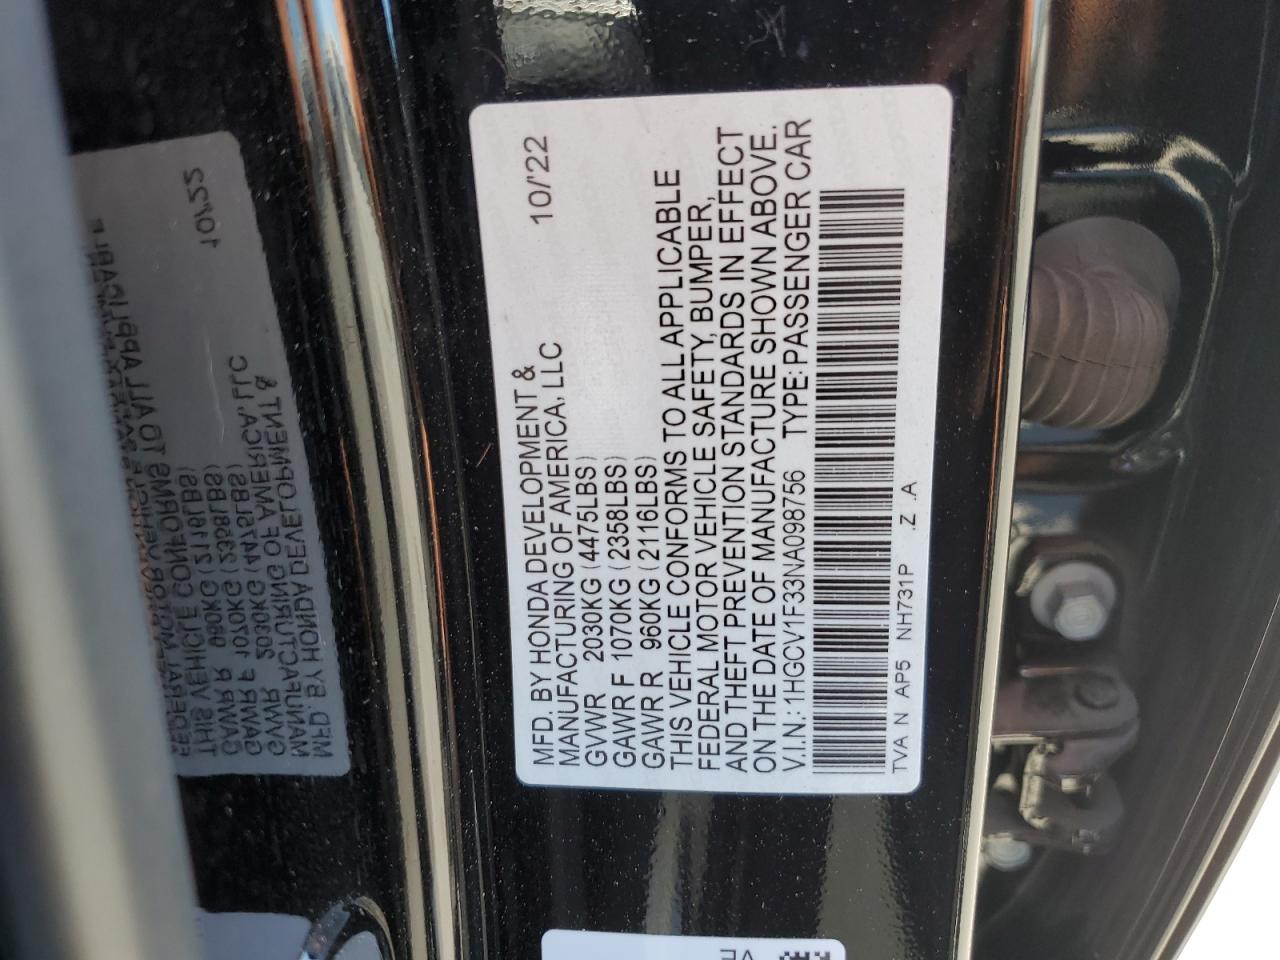 MFD. BY HONDA DEVELOPMENT & 10/'22
MANUFACTURING OF AMERICA, LLC
GVWR 2030KG (4475LBS)
GAWR F 1070KG (2358LBS)
GAWR R 960KG (2116LBS)
THIS VEHICLE CONFORMS TO ALL APPLICABLE
FEDERAL MOTOR VEHICLE SAFETY, BUMPER,
AND THEFT PREVENTION STANDARDS IN EFFECT
ON THE DATE OF MANUFACTURE SHOWN ABOVE.
V.I.N.: 1HGCV1F33NA098756 TYPE: PASSENGER CAR
TVA N AP5 NH731P .Z .A